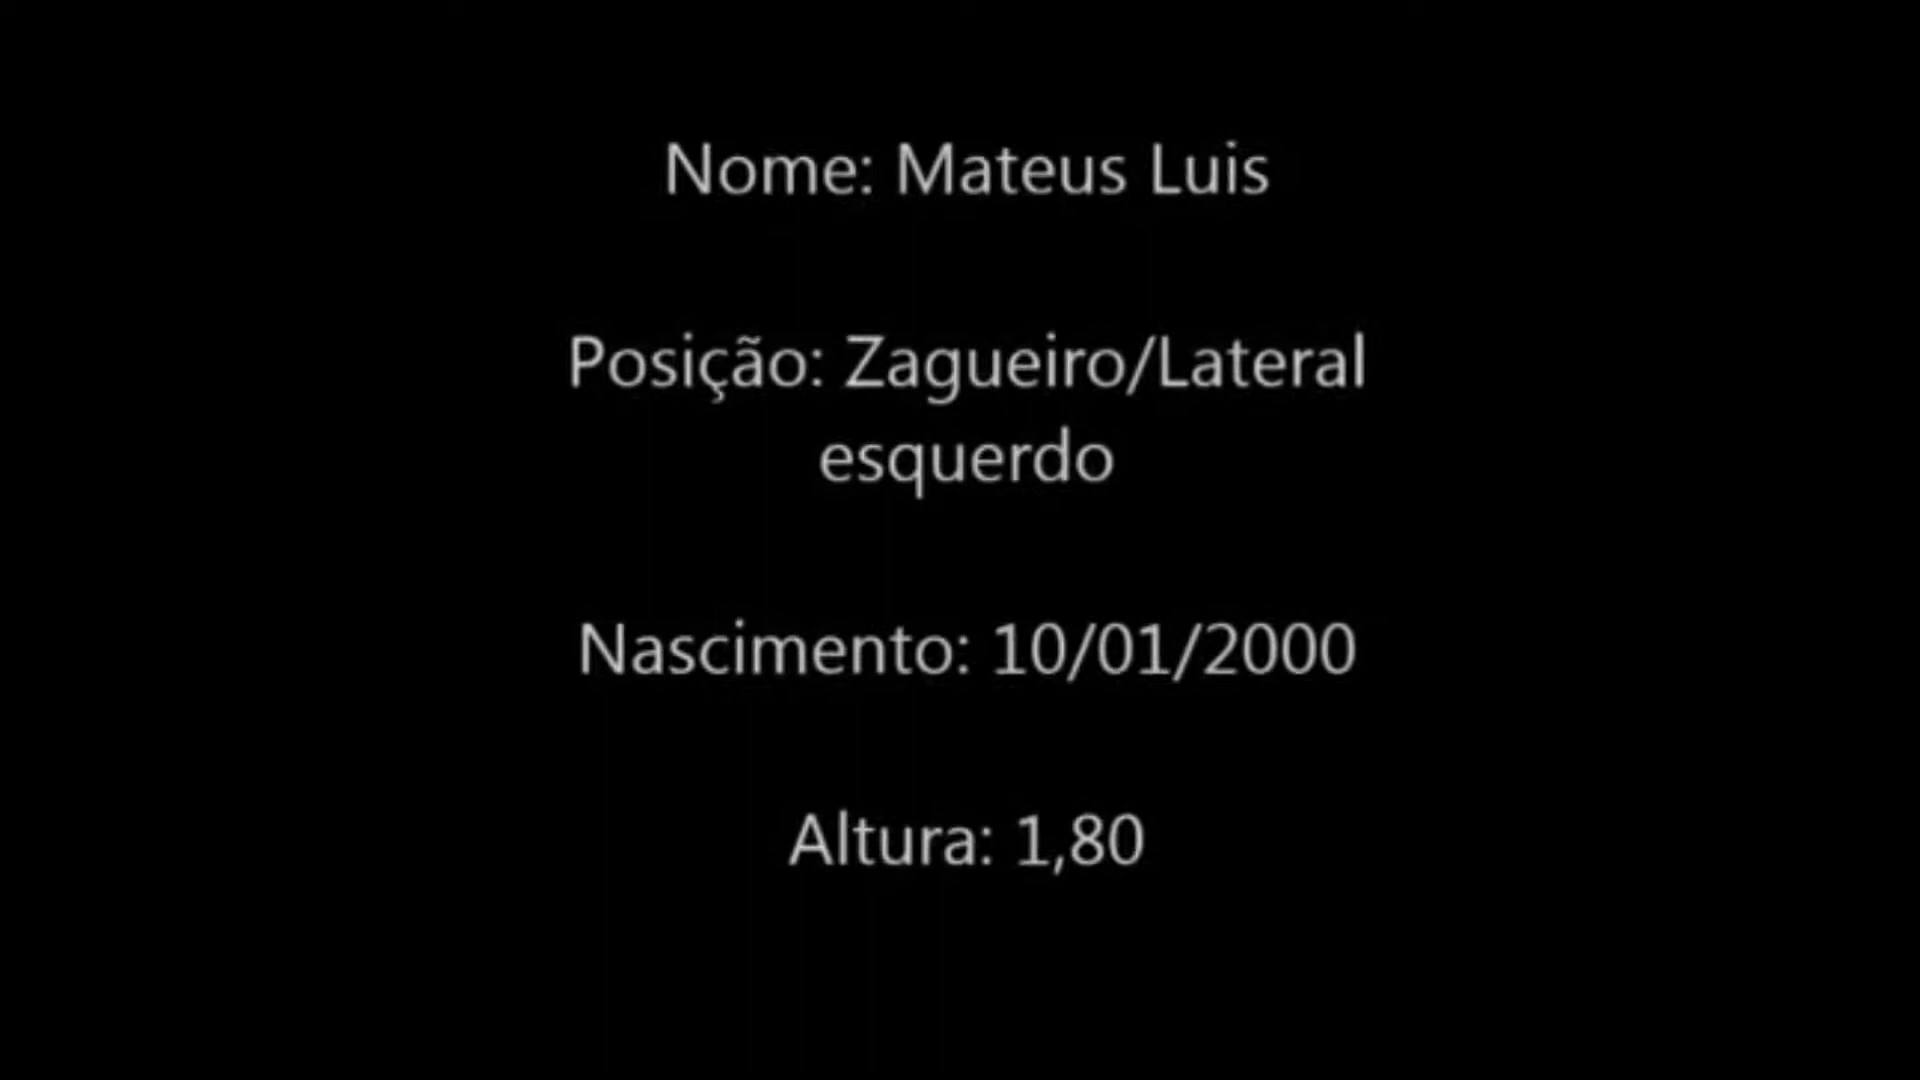 Nome: Mateus Luis
Posição: Zagueiro/Lateral
esquerdo
Nascimento: 10/01/2000
Altura: 1,80